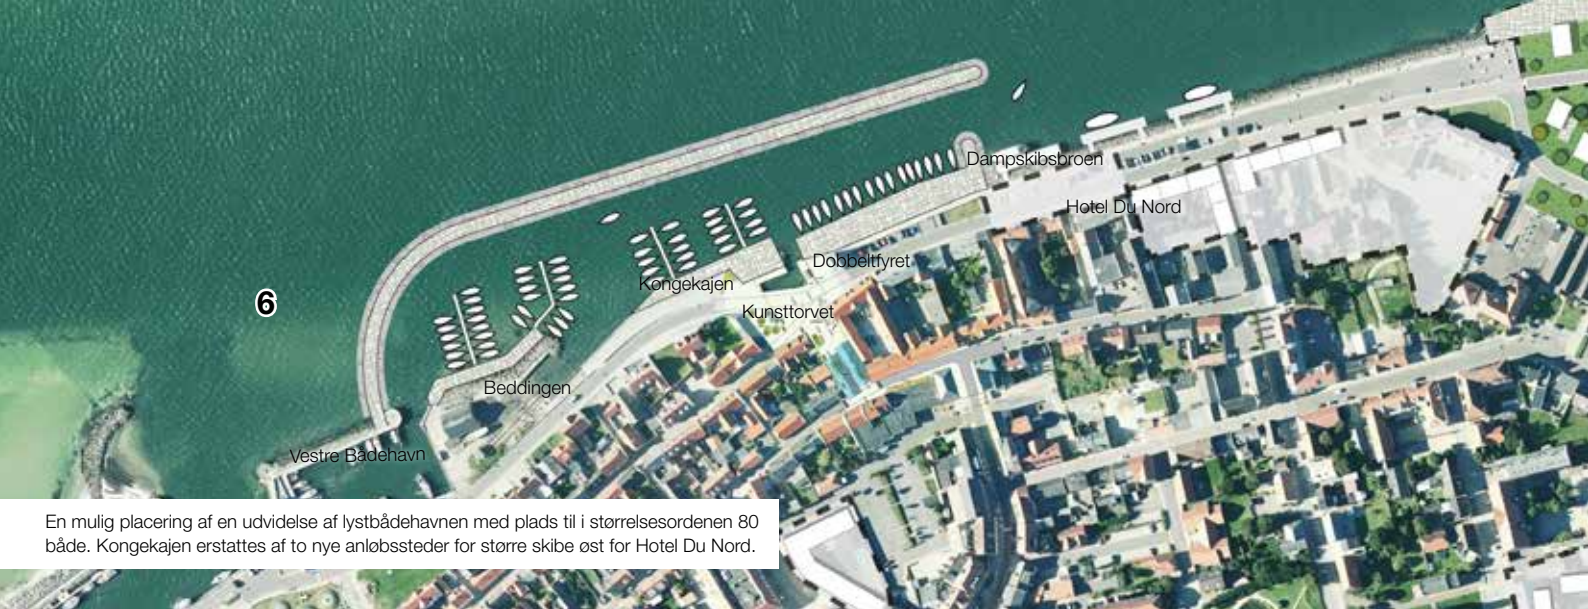 Dampskibsbroen
Hotel Du Nord
Dobbeltfyret
Kongekajen
6
Kunsttorvet
Beddingen
Vestre Bådehavn
En mulig placering af en udvidelse af lystbådehavnen med plads til i størrelsesordenen 80
både. Kongekajen erstattes af to nye anløbssteder for større skibe øst for Hotel Du Nord.